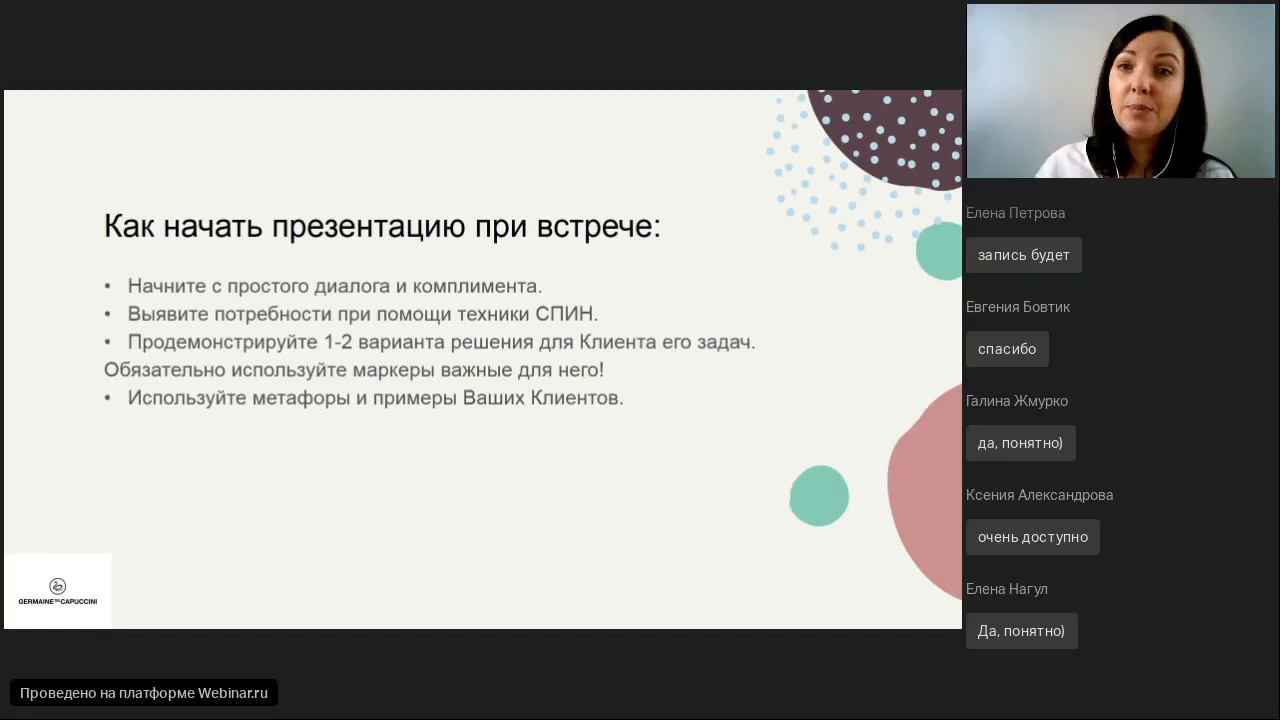 Как начать презентацию при встрече:
• Начните с простого диалога и комплимента.
• Выявите потребности при помощи техники СПИН.
• Продемонстрируйте 1-2 варианта решения для Клиента его задач.
Обязательно используйте маркеры важные для него!
• Используйте метафоры и примеры Ваших Клиентов.
GERMAINE DE CAPUCCINI
Проведено на платформе Webinar.ru
Елена Петрова
запись будет
Евгения Бовтик
спасибо
Галина Жмурко
да, понятно)
Ксения Александрова
очень доступно
Елена Нагул
Да, понятно)